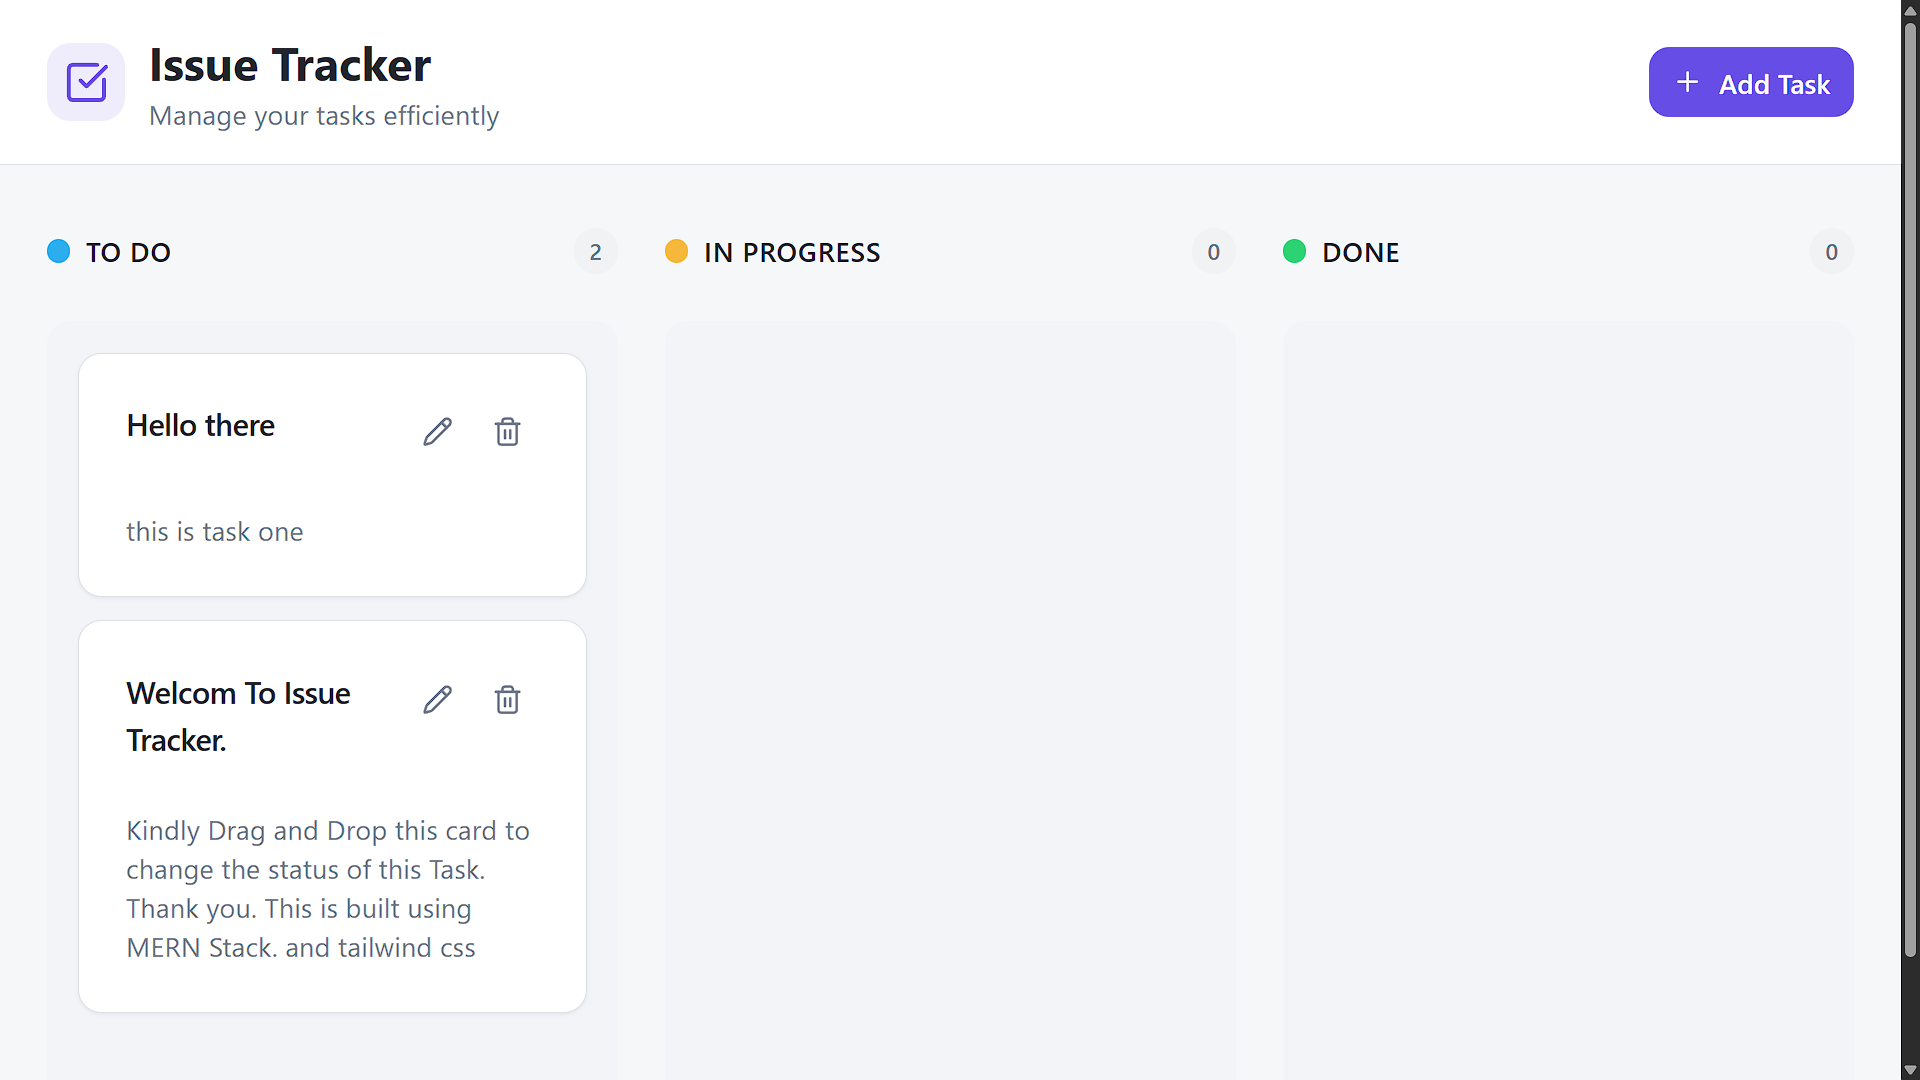 Issue Tracker
Manage your tasks efficiently
Add Task
TO DO
2
IN PROGRESS
0
DONE
0
Hello there
this is task one
Welcom To Issue
Tracker.
Kindly Drag and Drop this card to
change the status of this Task.
Thank you. This is built using
MERN Stack. and tailwind css